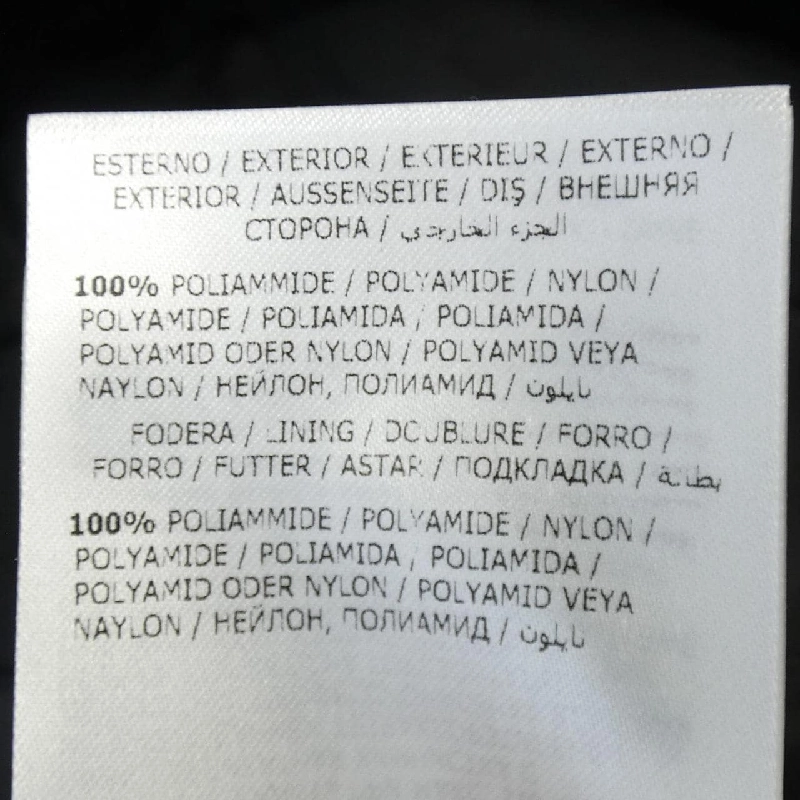 ESTERNO / EXTERIOR / EXTERIEUR / EXTERNO /
EXTERIOR / AUSSENSEITE / DIŞ / ВНЕШНЯЯ
СТОРОНА / الجزء الخارجي
100% POLIAMMIDE / POLYAMIDE / NYLON /
POLYAMIDE / POLIAMIDA / POLIAMIDA /
POLYAMID ODER NYLON / POLYAMID VEYA
NAYLON / НЕЙЛОН, ПОЛИАМИД / نايلون
FODERA / LINING / DOUBLURE / FORRO /
FORRO / FUTTER / ASTAR / ПОДКЛАДКА / بطانة
100% POLIAMMIDE / POLYAMIDE / NYLON /
POLYAMIDE / POLIAMIDA / POLIAMIDA /
POLYAMID ODER NYLON / POLYAMID VEYA
NAYLON / НЕЙЛОН, ПОЛИАМИД / نايلون